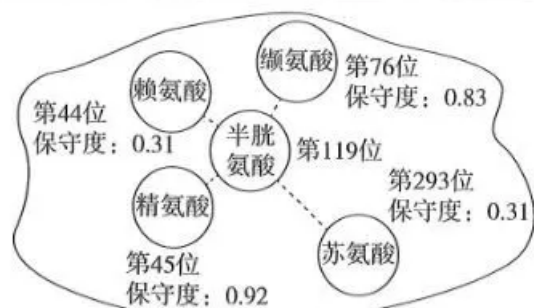 缬氨酸
第76位
保守度：0.83
赖氨酸
第44位
保守度：0.31
半胱
氨酸
第119位
第293位
保守度：0.31
精氨酸
苏氨酸
第45位
保守度：0.92